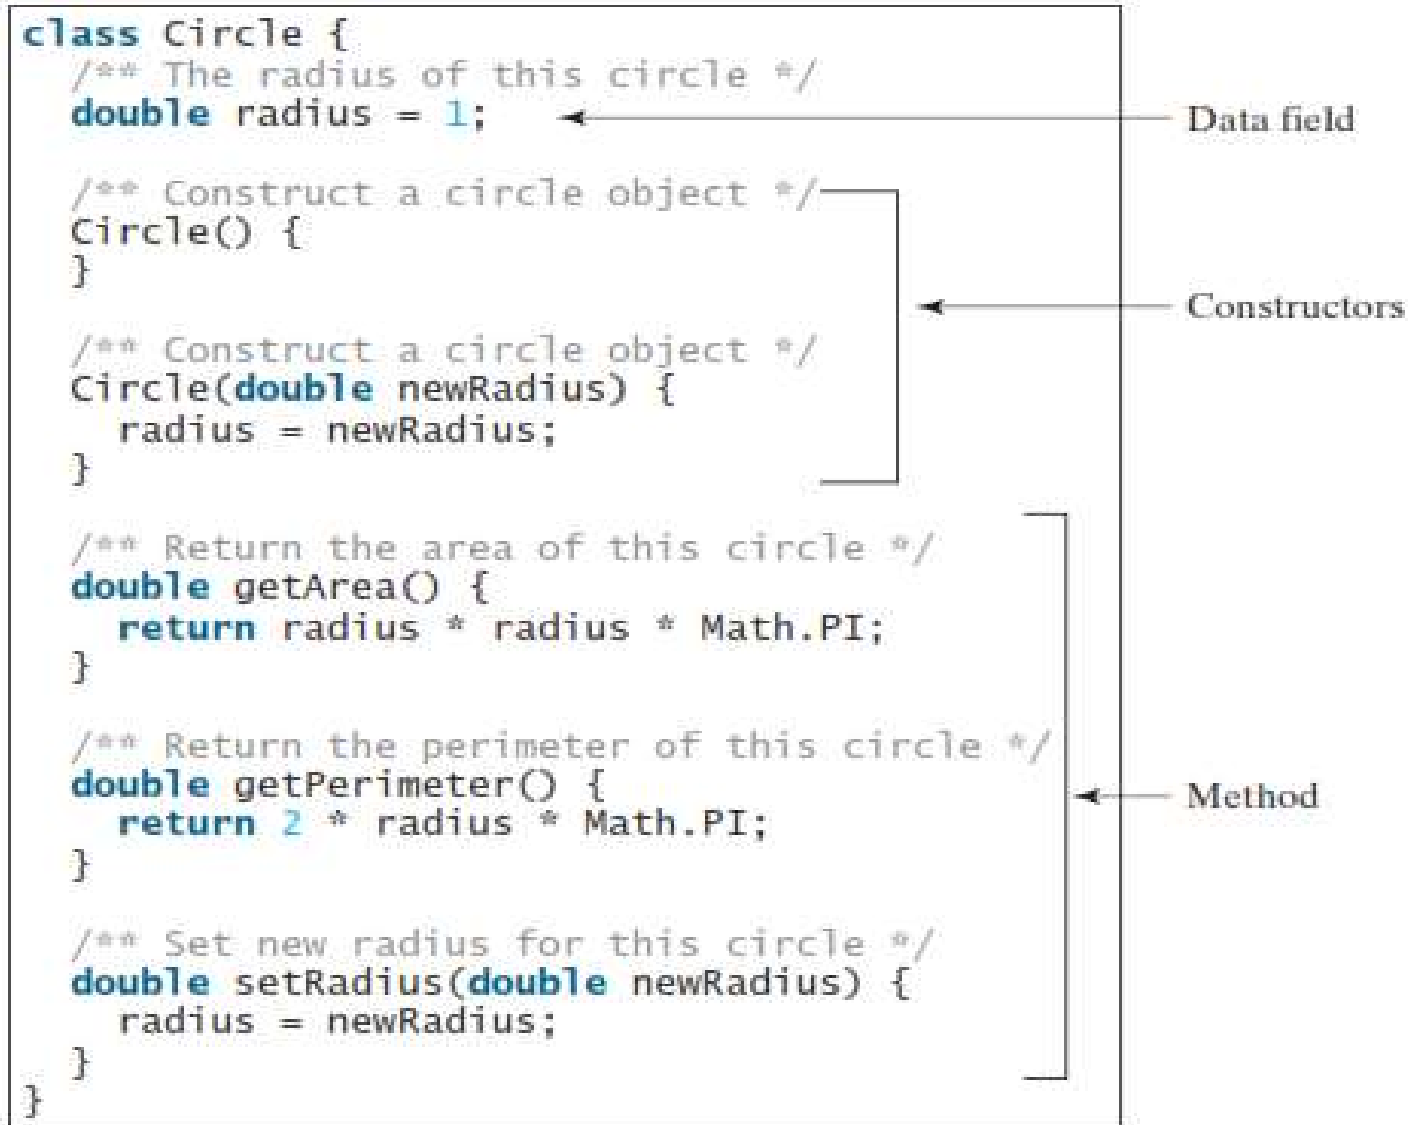 class Circle {
/** The radius of this circle */
double radius = 1;
Data field
/** Construct a circle object */
Circle() {
}
Constructors
/** Construct a circle object */
Circle(double newRadius) {
radius = newRadius;
}
/** Return the area of this circle */
double getArea() {
return radius * radius * Math.PI;
}
/** Return the perimeter of this circle */
double getPerimeter() {
return 2 * radius * Math.PI;
}
Method
/** Set new radius for this circle */
double setRadius(double newRadius) {
radius = newRadius;
}
}